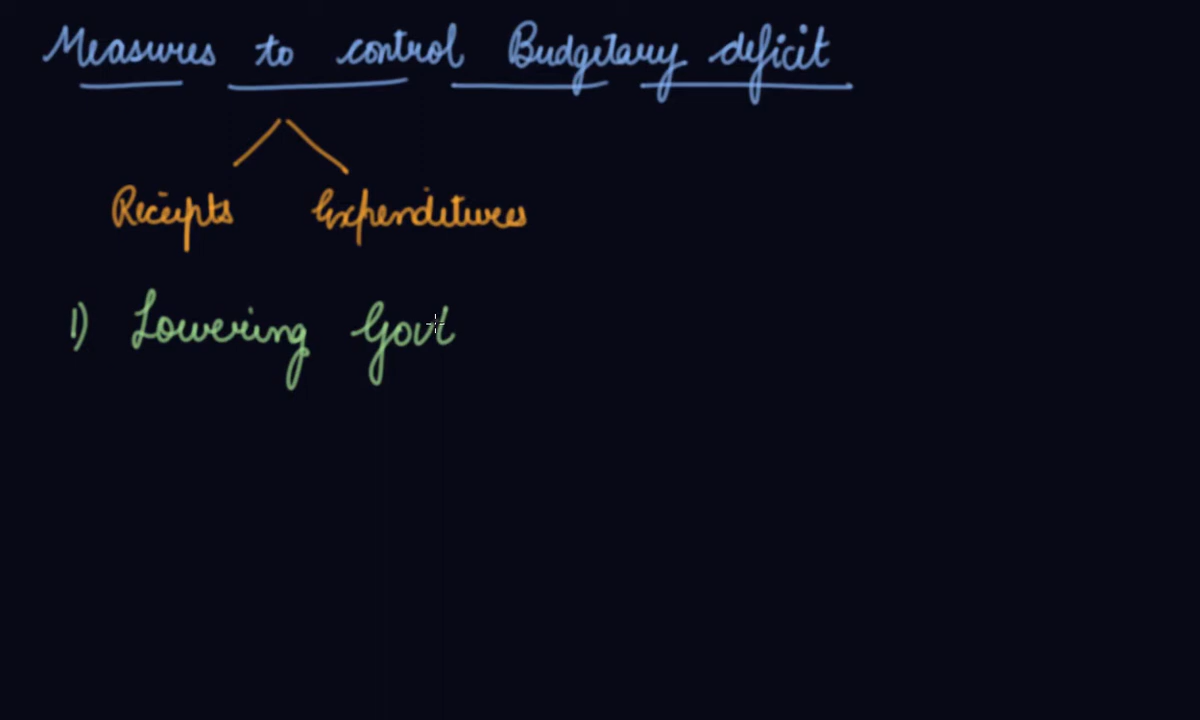 Measures to control Budgetary deficit
Receipts Expenditures
1) Lowering Govt